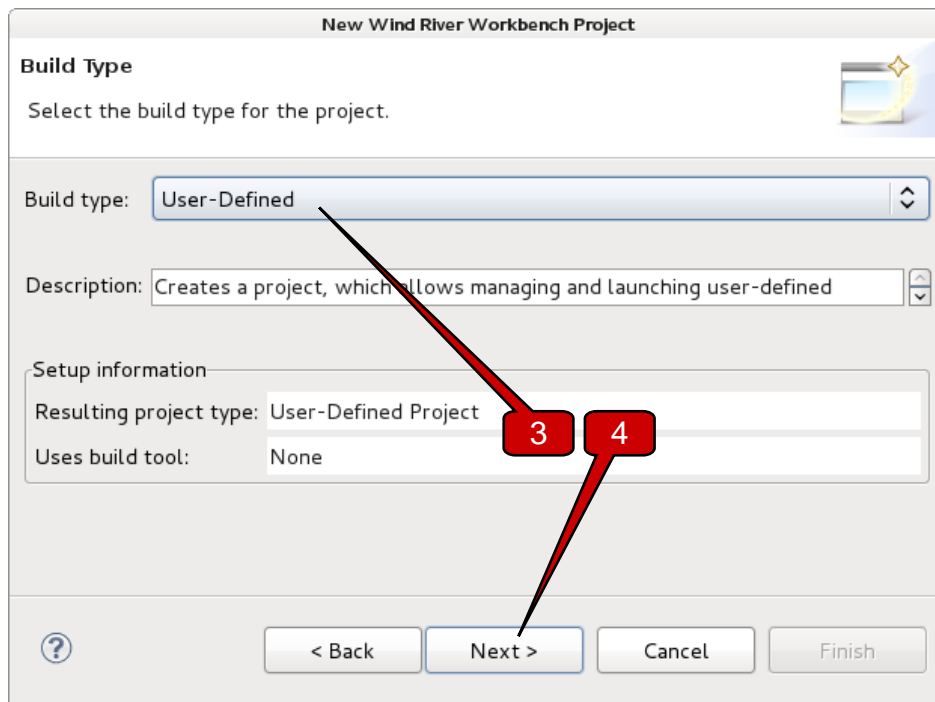 New Wind River Workbench Project
Build Type
Select the build type for the project.
Build type: User-Defined
Description: Creates a project, which allows managing and launching user-defined
Setup information
Resulting project type: User-Defined Project
3 4
Uses build tool: None
? < Back Next > Cancel Finish